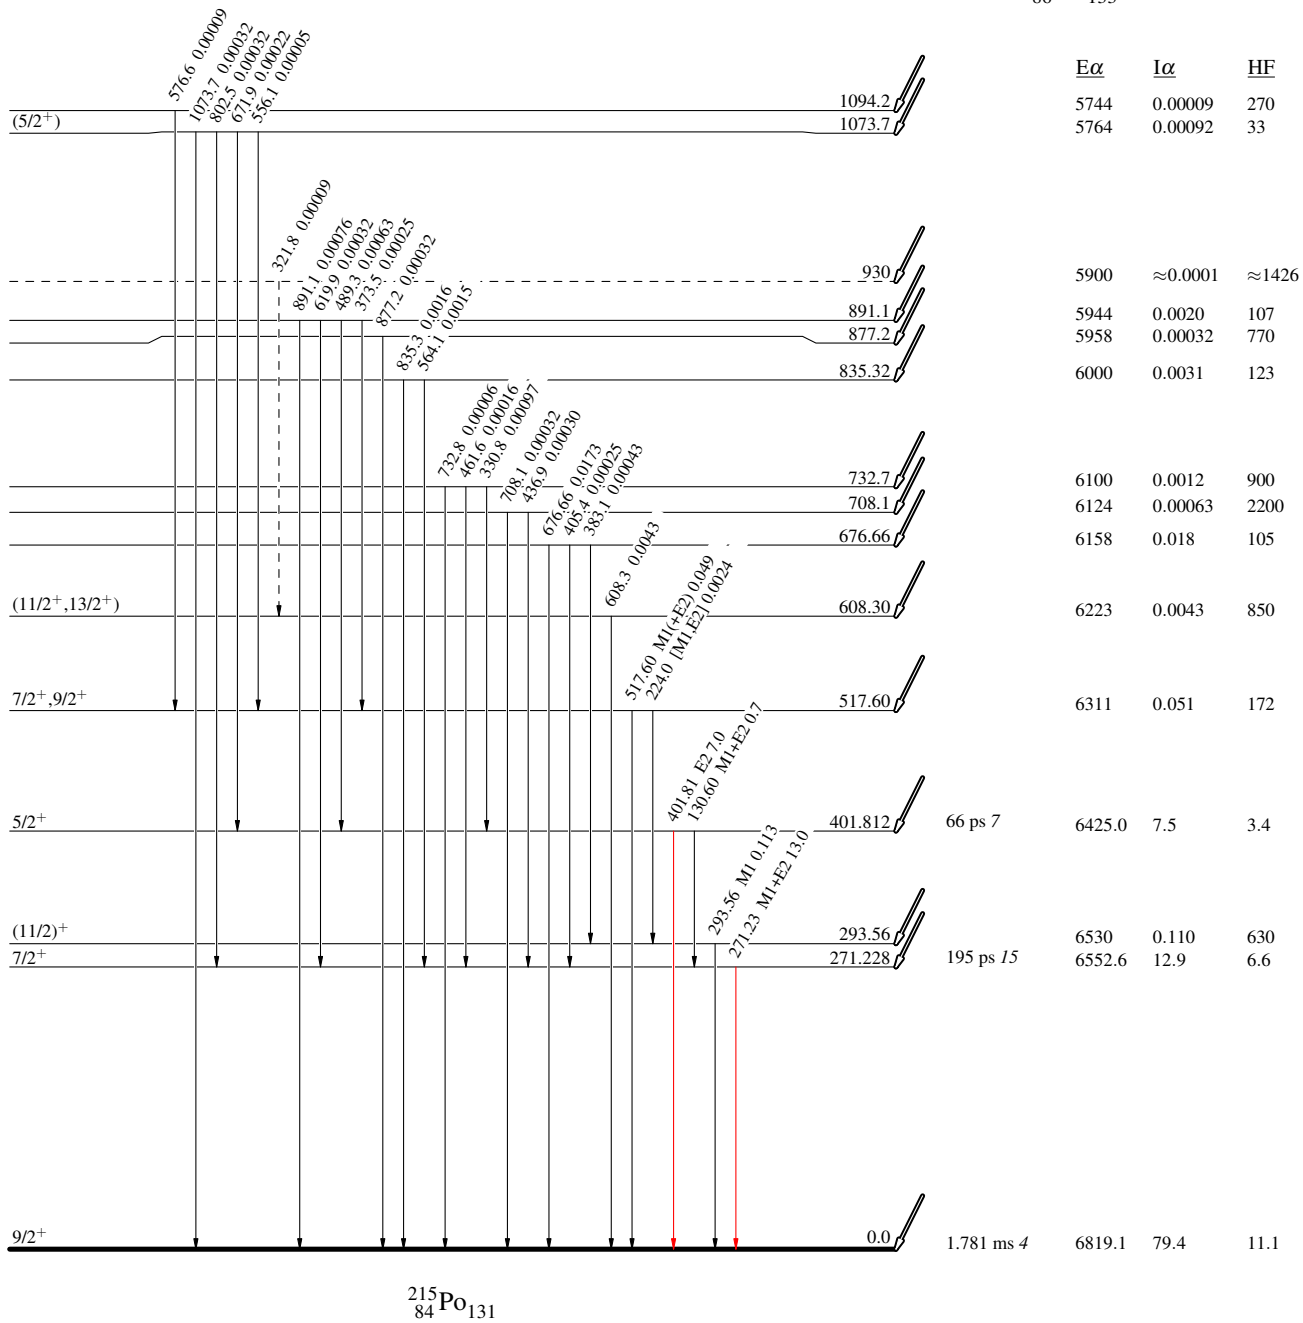 Eα Iα HF
576.6 0.00009
1073.7 0.00032
802.5 0.00032
671.9 0.00022
556.1 0.00005
1094.2 5744 0.00009 270
(5/2⁺) 1073.7 5764 0.00092 33
321.8 0.00009
930 5900 ≈0.0001 ≈1426
891.1 0.00076
619.9 0.00032
489.3 0.00063
373.5 0.00025
891.1 5944 0.0020 107
877.2 0.00032
877.2 5958 0.00032 770
835.3 0.0016
564.1 0.0015
835.32 6000 0.0031 123
732.8 0.00006
461.6 0.00016
330.8 0.00097
732.7 6100 0.0012 900
708.1 0.00032
436.9 0.00030
708.1 6124 0.00063 2200
676.66 0.0173
405.4 0.00025
383.1 0.00043
676.66 6158 0.018 105
608.3 0.0043
(11/2⁺,13/2⁺) 608.30 6223 0.0043 850
517.60 M1(+E2) 0.049
224.0 [M1,E2] 0.0024
7/2⁺,9/2⁺ 517.60 6311 0.051 172
401.81 E2 7.0
130.60 M1+E2 0.7
5/2⁺ 401.812 66 ps 7 6425.0 7.5 3.4
293.56 M1 0.113
(11/2)⁺ 293.56 6530 0.110 630
271.23 M1+E2 13.0
7/2⁺ 271.228 195 ps 15 6552.6 12.9 6.6
9/2⁺ 0.0 1.781 ms 4 6819.1 79.4 11.1
²¹⁵₈₄Po₁₃₁